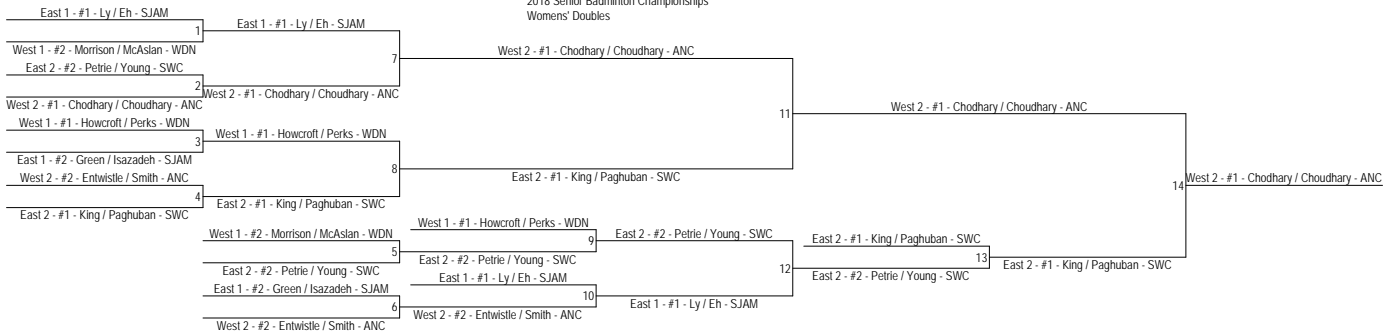 2018 Senior Badminton Championships
Womens' Doubles
East 1 - #1 - Ly / Eh - SJAM
1
West 1 - #2 - Morrison / McAslan - WDN
East 2 - #2 - Petrie / Young - SWC
2
West 2 - #1 - Chodhary / Choudhary - ANC
West 1 - #1 - Howcroft / Perks - WDN
3
East 1 - #2 - Green / Isazadeh - SJAM
West 2 - #2 - Entwistle / Smith - ANC
4
East 2 - #1 - King / Paghuban - SWC
East 1 - #1 - Ly / Eh - SJAM
7
West 2 - #1 - Chodhary / Choudhary - ANC
West 1 - #1 - Howcroft / Perks - WDN
8
East 2 - #1 - King / Paghuban - SWC
West 1 - #2 - Morrison / McAslan - WDN
5
East 2 - #2 - Petrie / Young - SWC
East 1 - #2 - Green / Isazadeh - SJAM
6
West 2 - #2 - Entwistle / Smith - ANC
West 2 - #1 - Chodhary / Choudhary - ANC
11
East 2 - #1 - King / Paghuban - SWC
West 1 - #1 - Howcroft / Perks - WDN
9
East 2 - #2 - Petrie / Young - SWC
East 1 - #1 - Ly / Eh - SJAM
10
West 2 - #2 - Entwistle / Smith - ANC
East 2 - #2 - Petrie / Young - SWC
12
East 1 - #1 - Ly / Eh - SJAM
West 2 - #1 - Chodhary / Choudhary - ANC
14
East 2 - #1 - King / Paghuban - SWC
13
East 2 - #2 - Petrie / Young - SWC
East 2 - #1 - King / Paghuban - SWC
West 2 - #1 - Chodhary / Choudhary - ANC